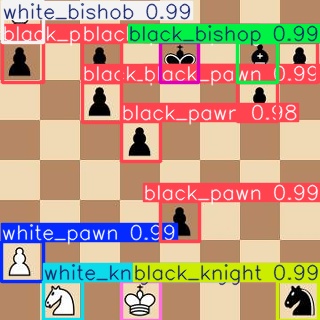 white_bishob 0.99
black_p blac black_bishop 0.99
black_k black_pawn 0.99
black_pawr 0.98
black_pawn 0.99
white_pawn 0.99
white_kn black_knight 0.99